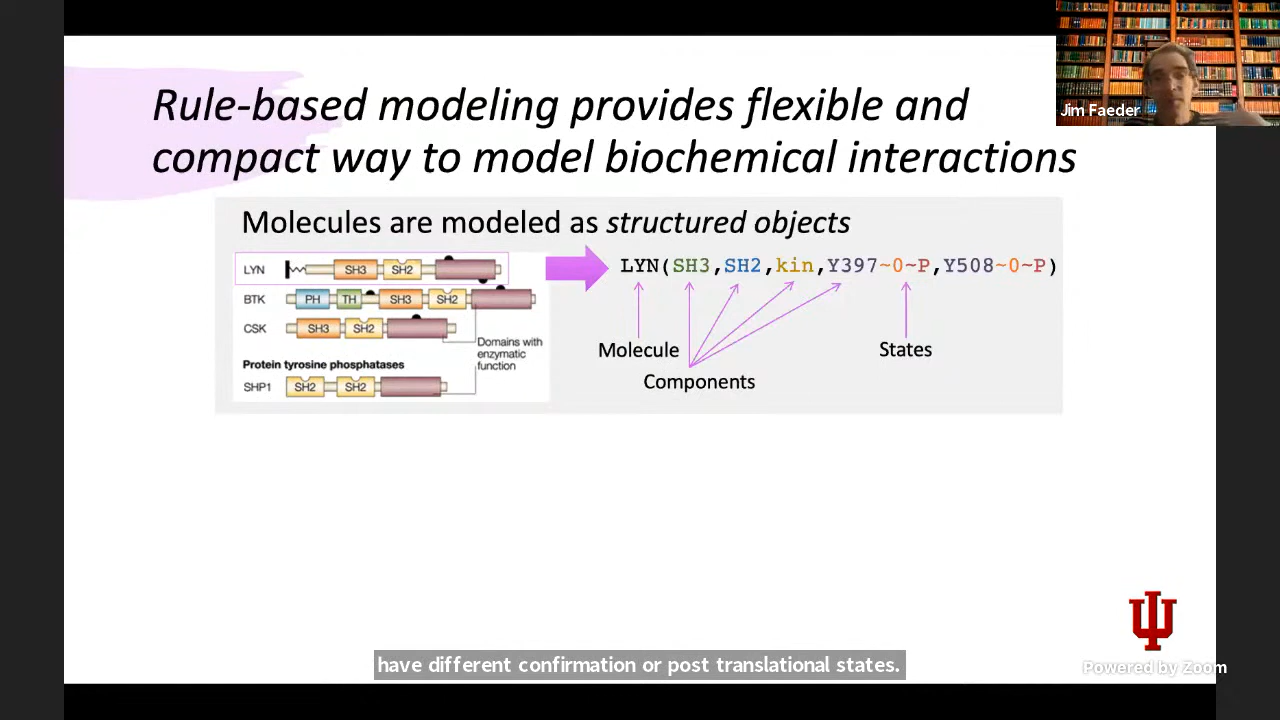 Jim Faeder
Rule-based modeling provides flexible and
compact way to model biochemical interactions
Molecules are modeled as structured objects
LYN SH3 SH2
BTK PH TH SH3 SH2
CSK SH3 SH2
Domains with
enzymatic
function
Protein tyrosine phosphatases
SHP1 SH2 SH2
LYN(SH3,SH2,kin,Y397~0~P,Y508~0~P)
Molecule
States
Components
have different confirmation or post translational states.
Powered by Zoom